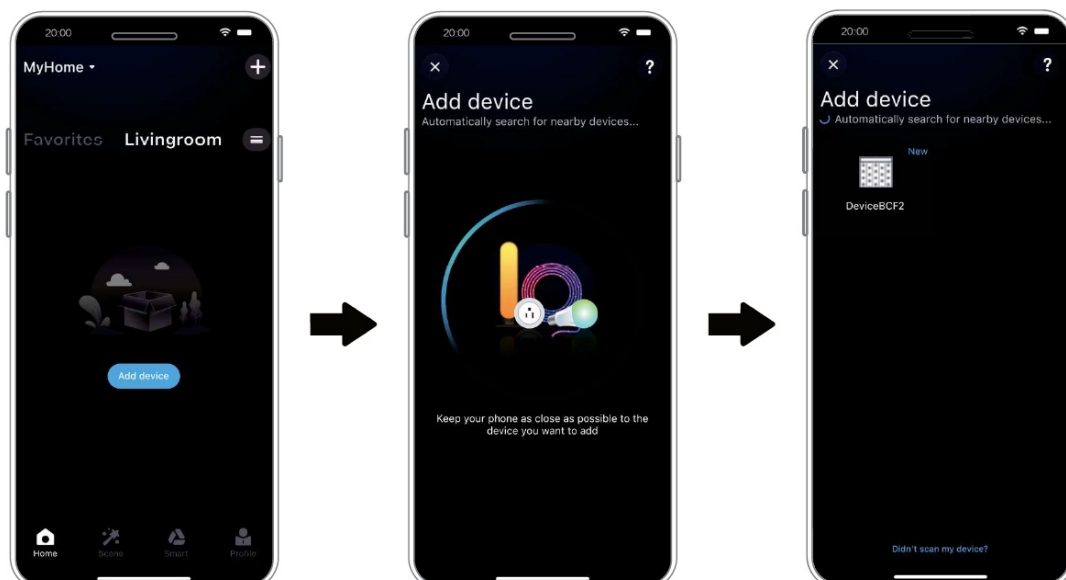 20:00
MyHome
Favorites Livingroom
Add device
Home Scene Smart Profile
20:00
?
Add device
Automatically search for nearby devices...
Keep your phone as close as possible to the
device you want to add
20:00
?
Add device
Automatically search for nearby devices...
New
DeviceBCF2
Didn't scan my device?